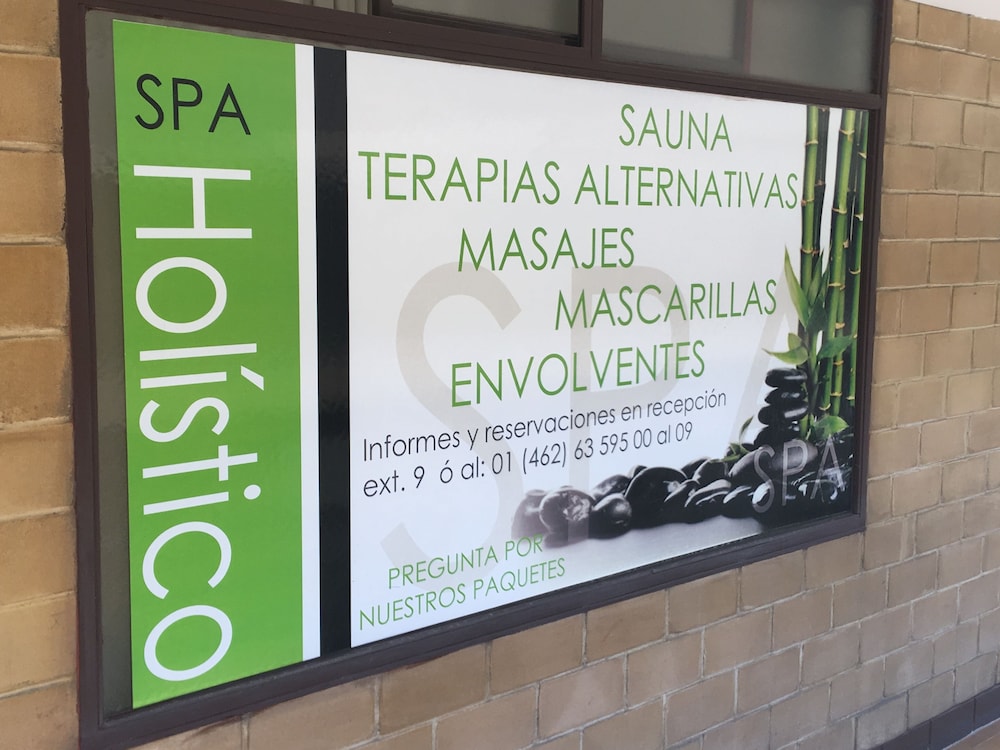 SPA
Holístico
SAUNA
TERAPIAS ALTERNATIVAS
MASAJES
MASCARILLAS
ENVOLVENTES
Informes y reservaciones en recepción
ext. 9 ó al: 01 (462) 63 595 00 al 09
PREGUNTA POR
NUESTROS PAQUETES
SPA
SPA